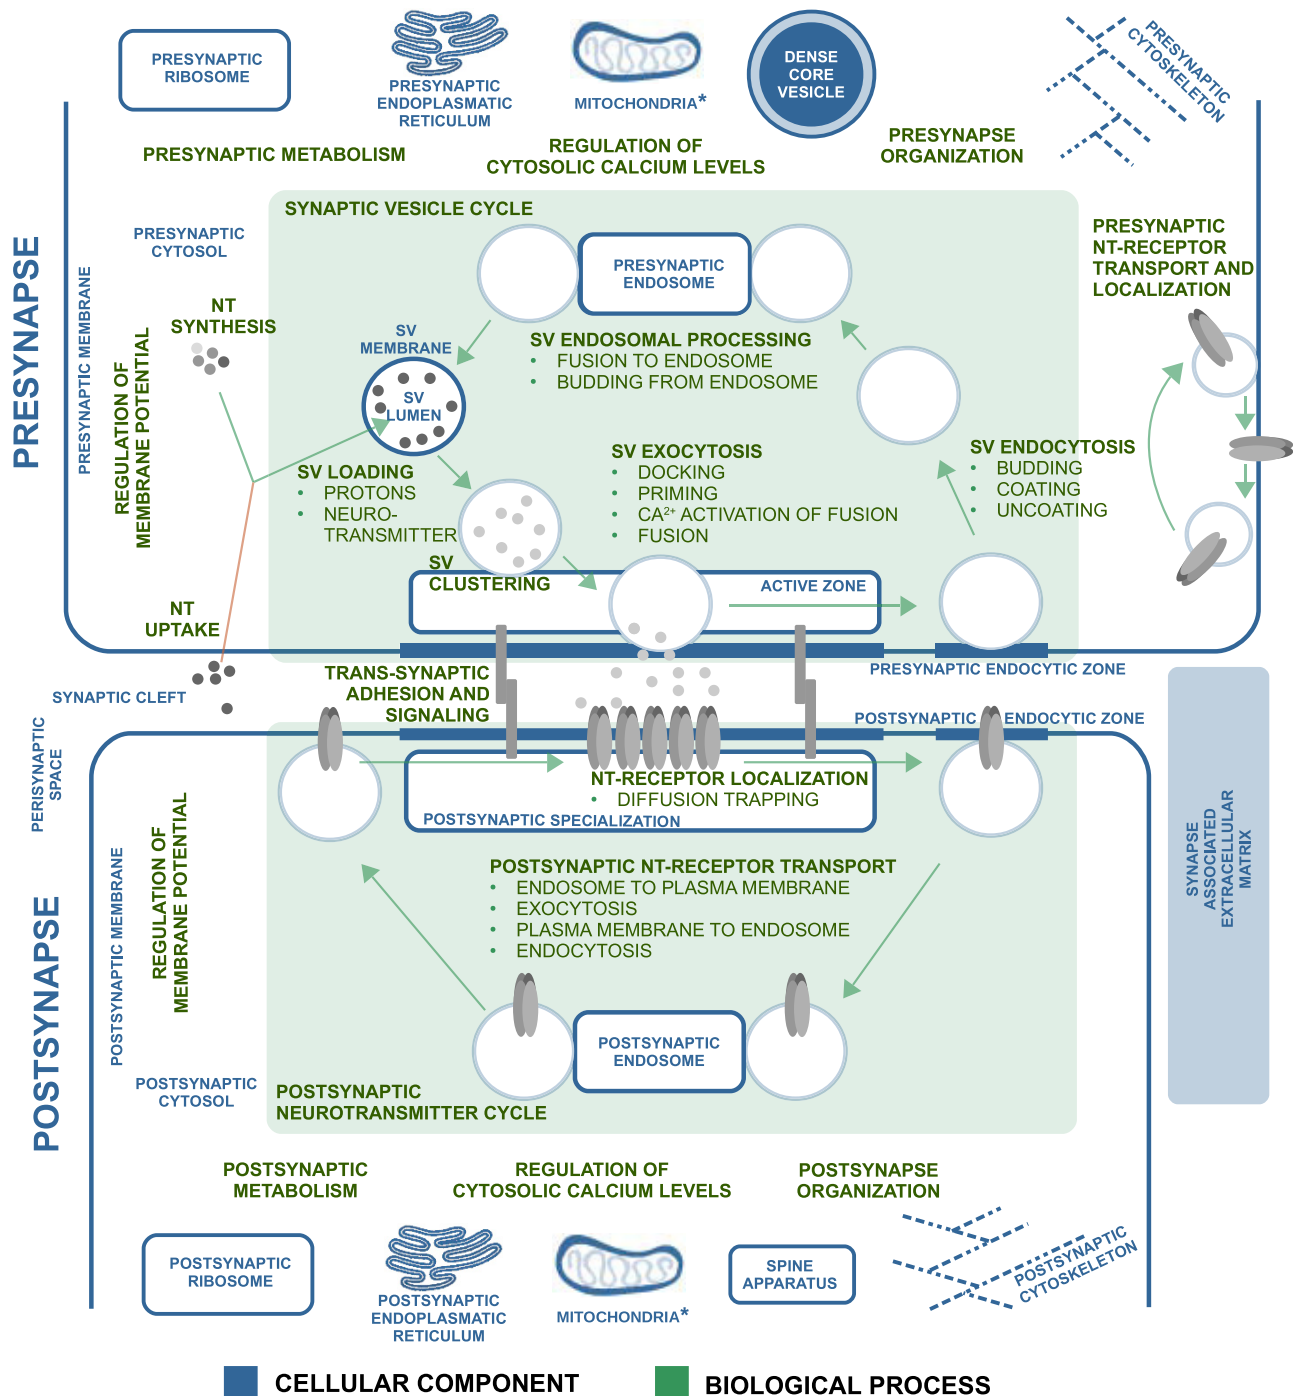 PRESYNAPTIC
RIBOSOME
PRESYNAPTIC
ENDOPLASMATIC
RETICULUM
MITOCHONDRIA*
DENSE
CORE
VESICLE
PRESYNAPTIC
CYTOSKELETON
PRESYNAPTIC METABOLISM
REGULATION OF
CYTOSOLIC CALCIUM LEVELS
PRESYNAPSE
ORGANIZATION
PRESYNAPSE
PRESYNAPTIC MEMBRANE
SYNAPTIC VESICLE CYCLE
PRESYNAPTIC
CYTOSOL
PRESYNAPTIC
ENDOSOME
PRESYNAPTIC
NT-RECEPTOR
TRANSPORT AND
LOCALIZATION
NT
SYNTHESIS
REGULATION OF
MEMBRANE POTENTIAL
SV
MEMBRANE
SV
LUMEN
SV ENDOSOMAL PROCESSING
• FUSION TO ENDOSOME
• BUDDING FROM ENDOSOME
SV LOADING
• PROTONS
• NEURO-
TRANSMITTER
SV EXOCYTOSIS
• DOCKING
• PRIMING
• CA²⁺ ACTIVATION OF FUSION
• FUSION
SV ENDOCYTOSIS
• BUDDING
• COATING
• UNCOATING
SV
CLUSTERING
ACTIVE ZONE
NT
UPTAKE
PRESYNAPTIC ENDOCYTIC ZONE
SYNAPTIC CLEFT
TRANS-SYNAPTIC
ADHESION AND
SIGNALING
POSTSYNAPTIC ENDOCYTIC ZONE
PERISYNAPTIC
SPACE
NT-RECEPTOR LOCALIZATION
• DIFFUSION TRAPPING
POSTSYNAPTIC SPECIALIZATION
SYNAPSE
ASSOCIATED
EXTRACELLULAR
MATRIX
POSTSYNAPSE
POSTSYNAPTIC MEMBRANE
REGULATION OF
MEMBRANE POTENTIAL
POSTSYNAPTIC NT-RECEPTOR TRANSPORT
• ENDOSOME TO PLASMA MEMBRANE
• EXOCYTOSIS
• PLASMA MEMBRANE TO ENDOSOME
• ENDOCYTOSIS
POSTSYNAPTIC
ENDOSOME
POSTSYNAPTIC
CYTOSOL
POSTSYNAPTIC
NEUROTRANSMITTER CYCLE
POSTSYNAPTIC
METABOLISM
REGULATION OF
CYTOSOLIC CALCIUM LEVELS
POSTSYNAPSE
ORGANIZATION
POSTSYNAPTIC
RIBOSOME
POSTSYNAPTIC
ENDOPLASMATIC
RETICULUM
MITOCHONDRIA*
SPINE
APPARATUS
POSTSYNAPTIC
CYTOSKELETON
CELLULAR COMPONENT
BIOLOGICAL PROCESS